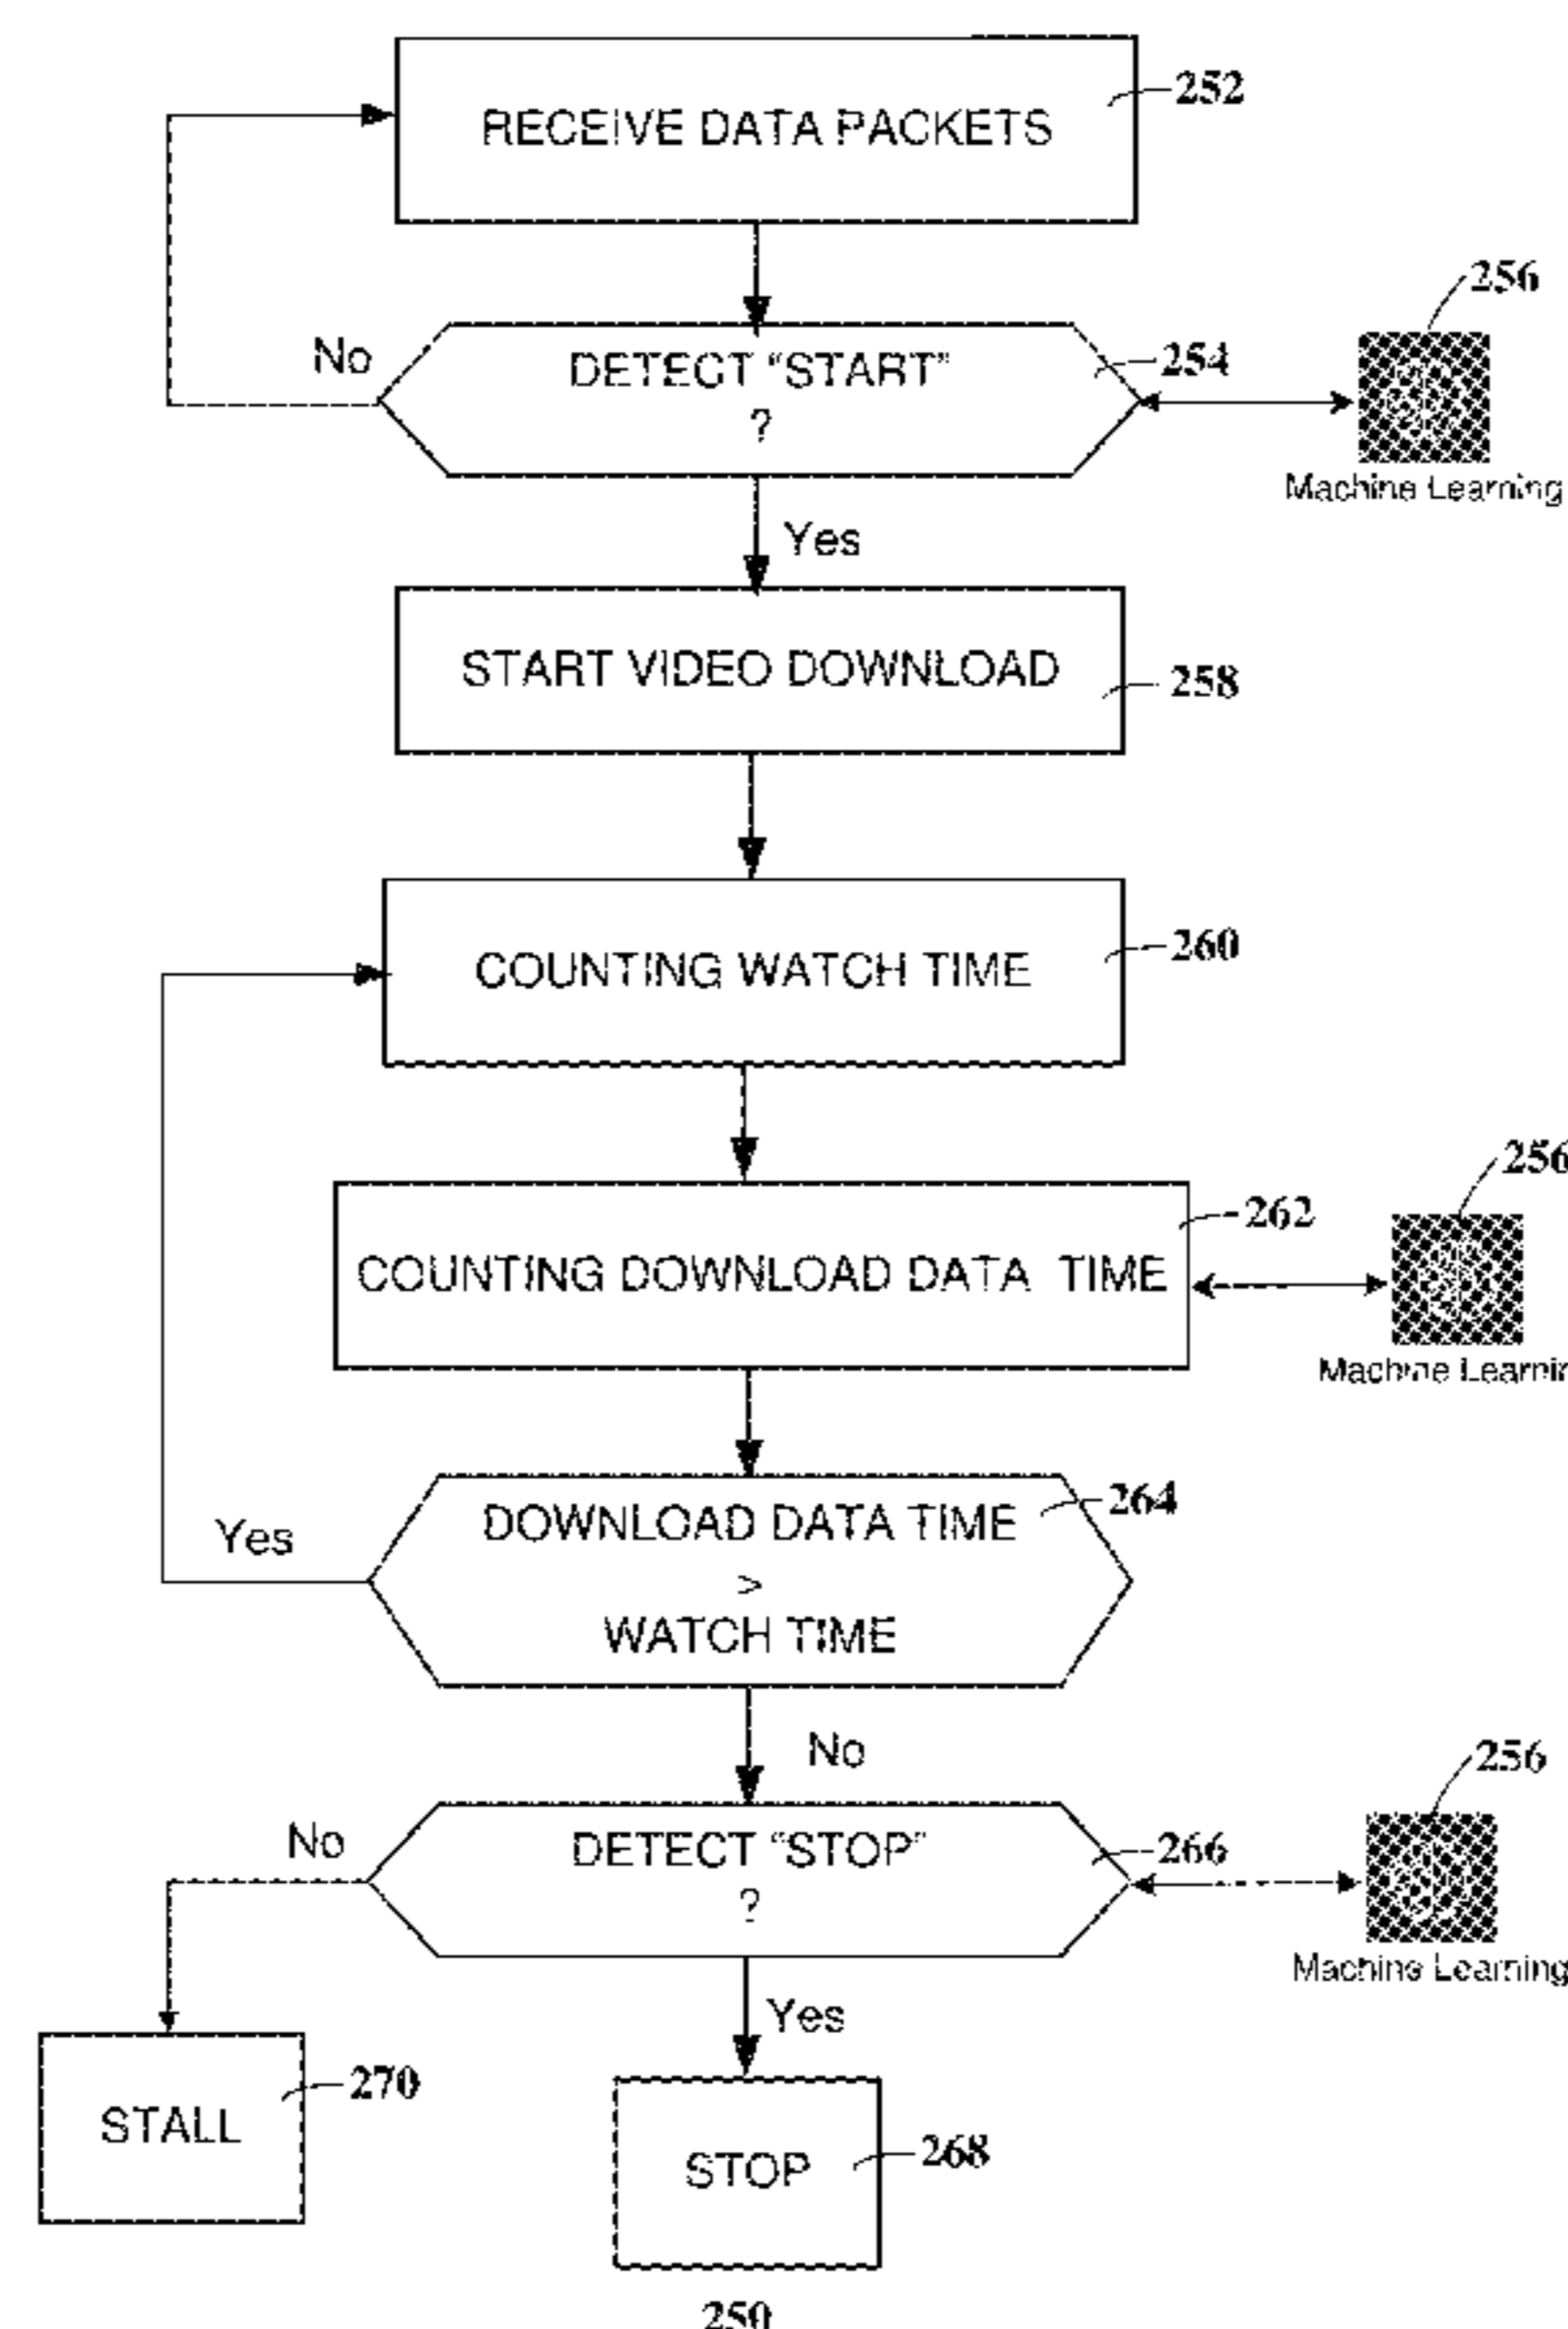 RECEIVE DATA PACKETS
252
256
No
DETECT “START”
?
254
Machine Learning
Yes
START VIDEO DOWNLOAD
258
COUNTING WATCH TIME
260
256
262
COUNTING DOWNLOAD DATA TIME
Machine Learnin
264
DOWNLOAD DATA TIME
>
WATCH TIME
Yes
No
256
No
DETECT “STOP”
?
266
Machine Learning
Yes
270
STALL
268
STOP
250